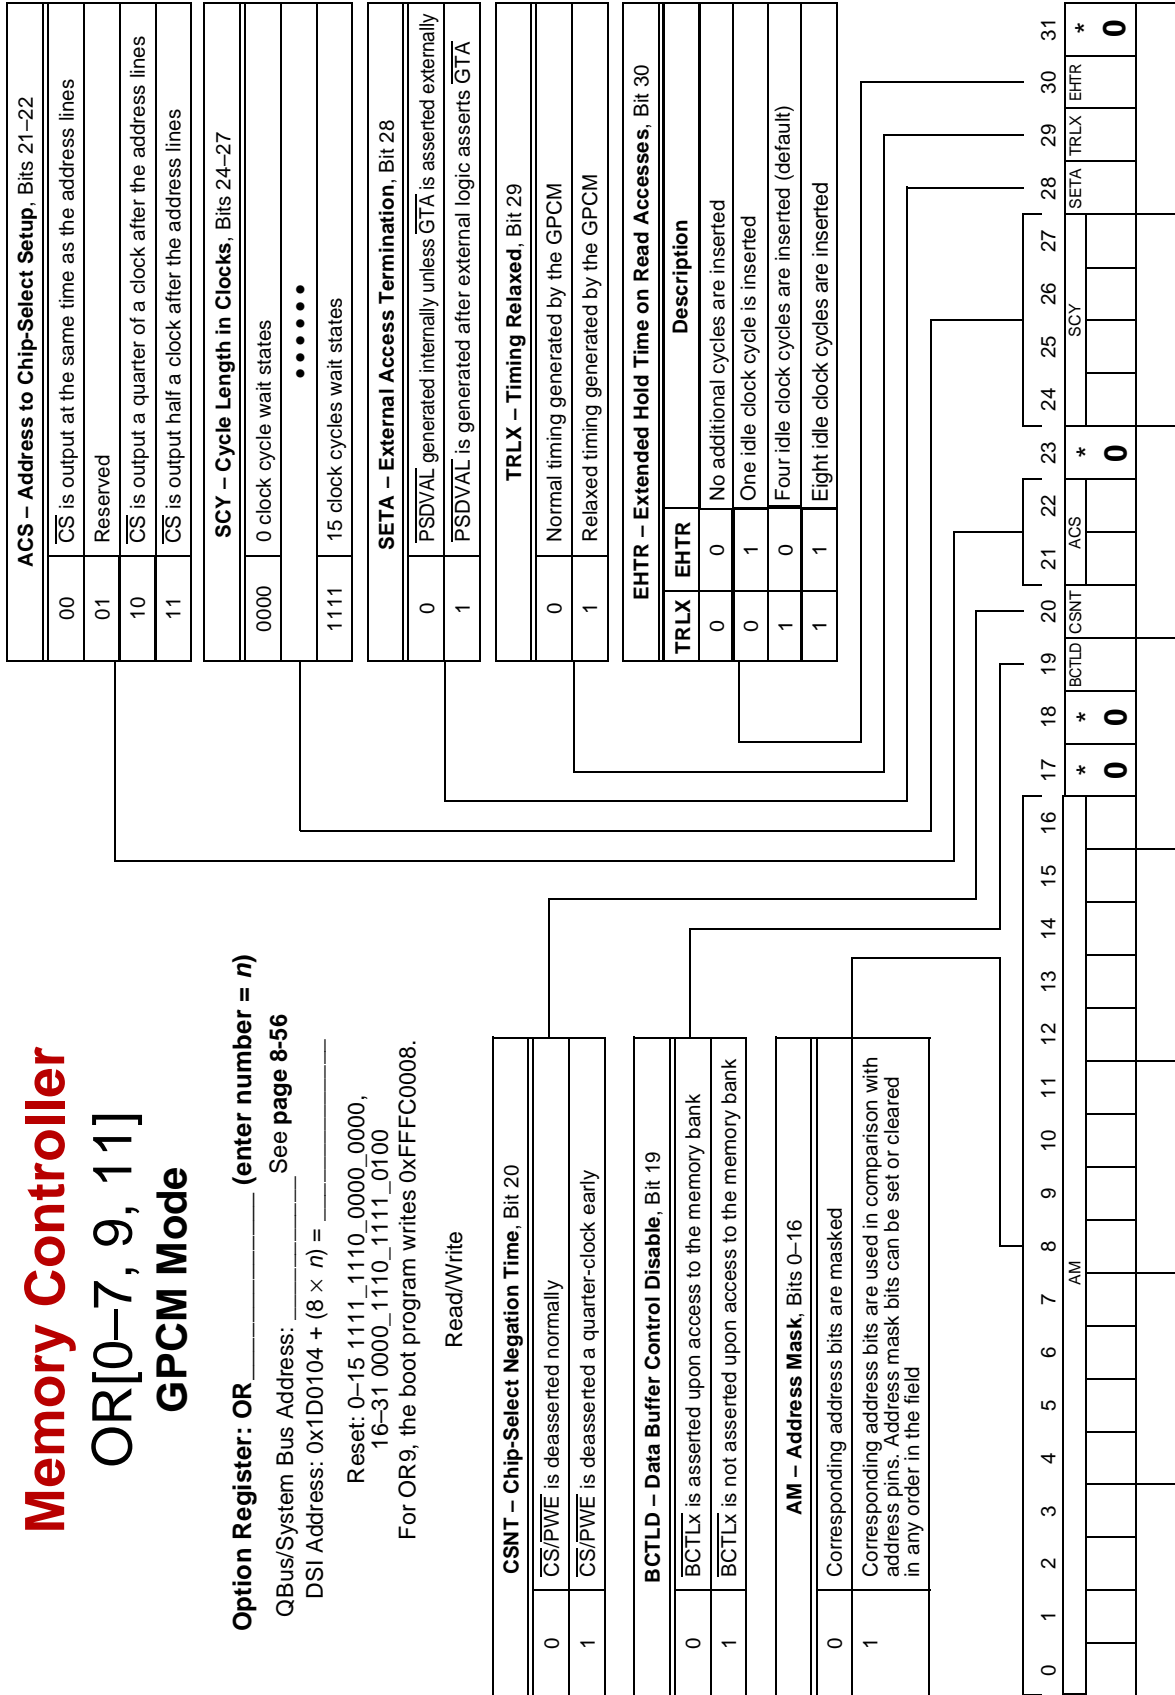 Memory Controller
OR[0–7, 9, 11]
GPCM Mode
Option Register: OR__________ (enter number = n)
QBus/System Bus Address: __________ See page 8-56
DSI Address: 0x1D0104 + (8 × n) = __________
Reset: 0–15 1111_1110_0000_0000,
16–31 0000_1110_1111_0100
For OR9, the boot program writes 0xFFFC0008.
Read/Write
ACS – Address to Chip-Select Setup, Bits 21–22
00 CS is output at the same time as the address lines
01 Reserved
10 CS is output a quarter of a clock after the address lines
11 CS is output half a clock after the address lines
SCY – Cycle Length in Clocks, Bits 24–27
0000 0 clock cycle wait states
••••••
1111 15 clock cycles wait states
SETA – External Access Termination, Bit 28
0 PSDVAL generated internally unless GTA is asserted externally
1 PSDVAL is generated after external logic asserts GTA
TRLX – Timing Relaxed, Bit 29
0 Normal timing generated by the GPCM
1 Relaxed timing generated by the GPCM
EHTR – Extended Hold Time on Read Accesses, Bit 30
TRLX EHTR Description
0 0 No additional cycles are inserted
0 1 One idle clock cycle is inserted
1 0 Four idle clock cycles are inserted (default)
1 1 Eight idle clock cycles are inserted
CSNT – Chip-Select Negation Time, Bit 20
0 CS/PWE is deasserted normally
1 CS/PWE is deasserted a quarter-clock early
BCTLD – Data Buffer Control Disable, Bit 19
0 BCTLx is asserted upon access to the memory bank
1 BCTLx is not asserted upon access to the memory bank
AM – Address Mask, Bits 0–16
0 Corresponding address bits are masked
1 Corresponding address bits are used in comparison with
address pins. Address mask bits can be set or cleared
in any order in the field
0 1 2 3 4 5 6 7 8 9 10 11 12 13 14 15 16 17 18 19 20 21 22 23 24 25 26 27 28 29 30 31
AM * * BCTLD CSNT ACS * SCY SETA TRLX EHTR *
0 0 0 0